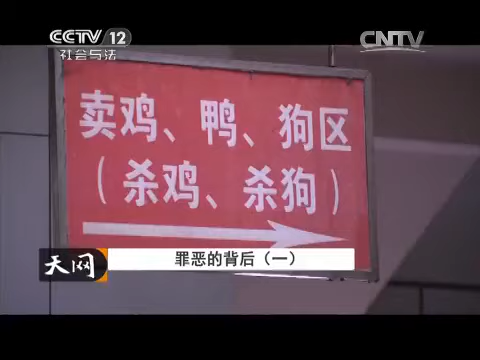 CCTV 12
社会与法
CNTV
卖鸡、鸭、狗区
（杀鸡、杀狗）
天网
罪恶的背后（一）